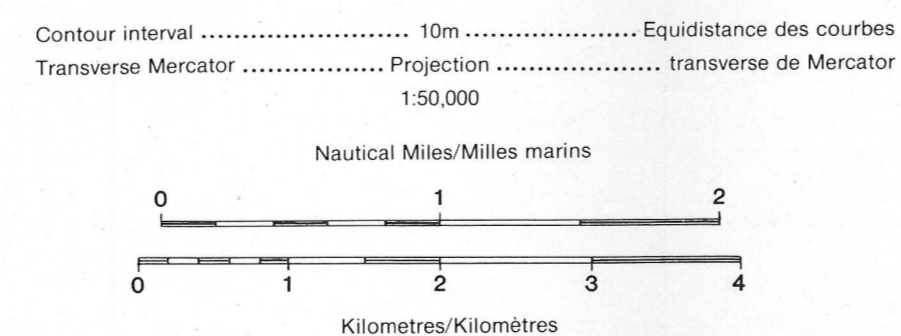 Contour interval ......................... 10m ..................... Equidistance des courbes
Transverse Mercator ................. Projection .................... transverse de Mercator
1:50,000
Nautical Miles/Milles marins
0 1 2
0 1 2 3 4
Kilometres/Kilomètres